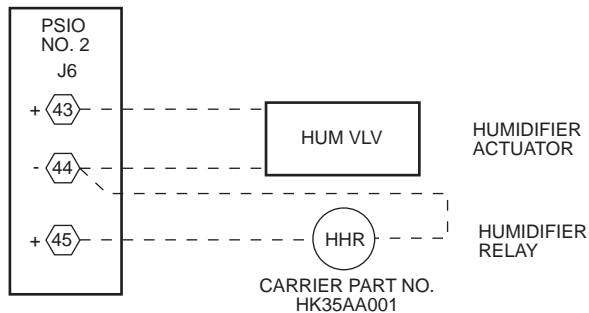 PSIO
NO. 2
J6
+ 43
HUM VLV
HUMIDIFIER
ACTUATOR
- 44
+ 45
HHR
HUMIDIFIER
RELAY
CARRIER PART NO.
HK35AA001